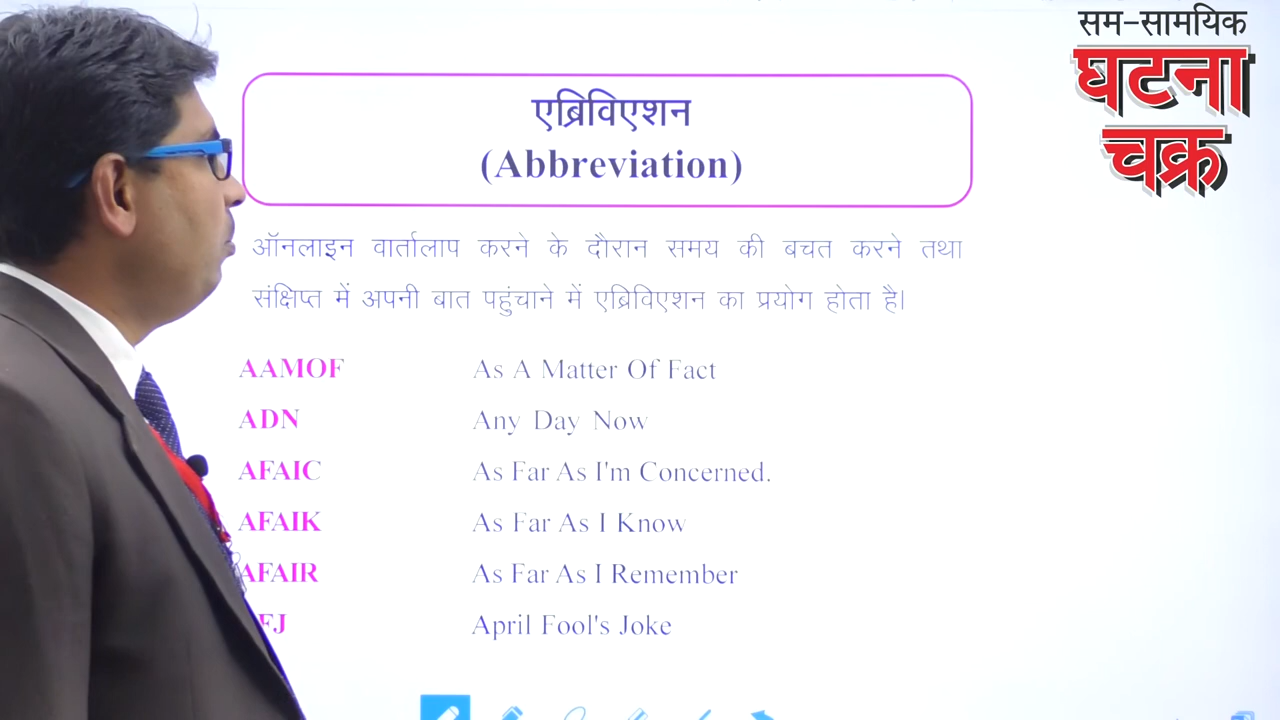 सम-सामयिक
घटना
चक्र
एब्रिविएशन
(Abbreviation)
ऑनलाइन वार्तालाप करने के दौरान समय की बचत करने तथा
संक्षिप्त में अपनी बात पहुंचाने में एब्रिविएशन का प्रयोग होता है।
AAMOF As A Matter Of Fact
ADN Any Day Now
AFAIC As Far As I'm Concerned.
AFAIK As Far As I Know
AFAIR As Far As I Remember
FJ April Fool's Joke